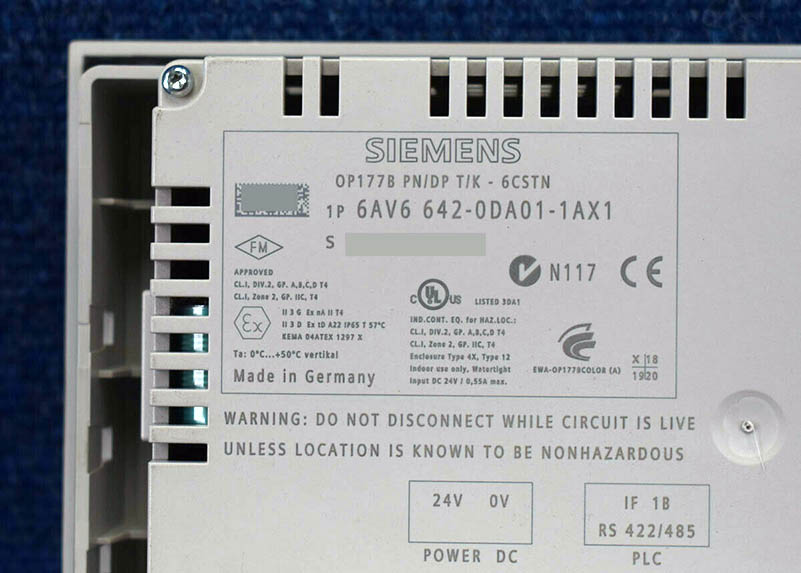 SIEMENS
OP177B PN/DP T/K - 6CSTN
1P 6AV6 642-0DA01-1AX1
S
FM
APPROVED
CL.I, DIV.2, GP. A,B,C,D T4
CL.I, Zone 2, GP. IIC, T4
N117 CE
C UL US LISTED 3DA1
Ex
II 3 G Ex nA II T4
II 3 D Ex tD A22 IP65 T 57°C
KEMA 04ATEX 1297 X
IND.CONT. EQ. for HAZ.LOC.:
CL.I, DIV.2, GP. A,B,C,D T4
CL.I, Zone 2, GP. IIC, T4
Enclosure Type 4X, Type 12
Indoor use only. Watertight
Input DC 24V / 0,55A max.
EWA-OP177BCOLOR (A)
X 18
19 20
Ta: 0°C...+50°C vertikal
Made in Germany
WARNING: DO NOT DISCONNECT WHILE CIRCUIT IS LIVE
UNLESS LOCATION IS KNOWN TO BE NONHAZARDOUS
24V 0V
POWER DC
IF 1B
RS 422/485
PLC